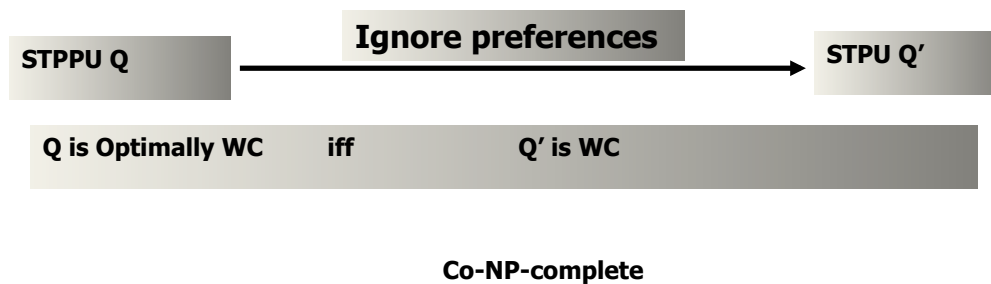 Ignore preferences
STPPU Q
STPU Q’
Q is Optimally WC iff Q’ is WC
Co-NP-complete